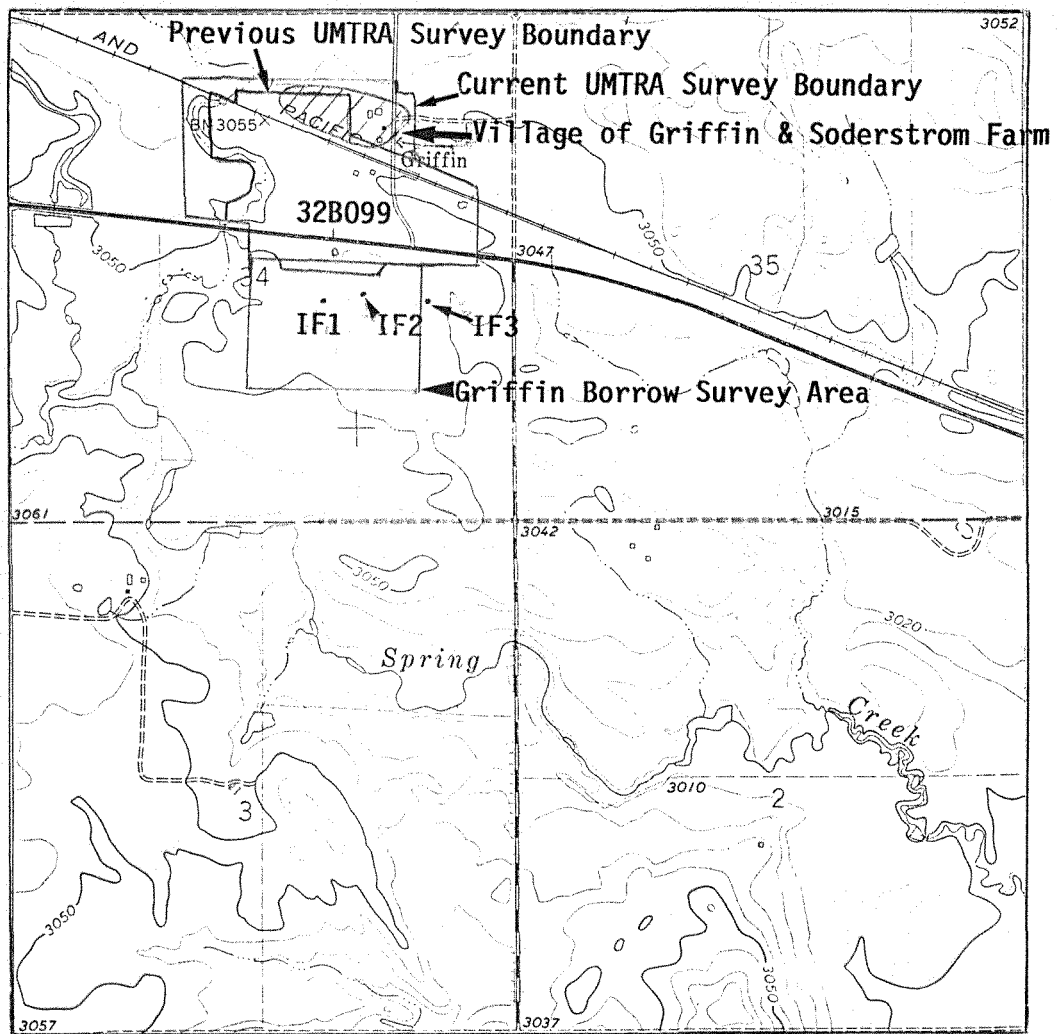 3052
Previous UMTRA Survey Boundary
AND
Current UMTRA Survey Boundary
PACIFIC
BM3055×
Village of Griffin & Soderstrom Farm
Griffin
32B099
3050
3050
3047
35
34
IF1
IF2
IF3
Griffin Borrow Survey Area
3061
3042
3015
3050
3020
Spring
Creek
3010
2
3
3050
3050
3057
3037